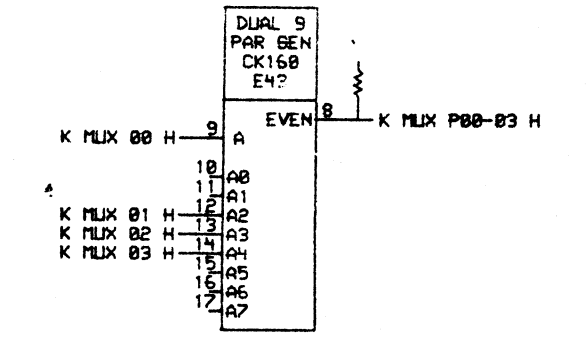 DUAL 9
PAR GEN
CK160
EVEN 8 K MUX P00-03 H
K MUX 00 H 9 A
10 A0
11 A1
K MUX 01 H 12 A2
K MUX 02 H 13 A3
K MUX 03 H 14 A4
15 A5
16 A6
17 A7